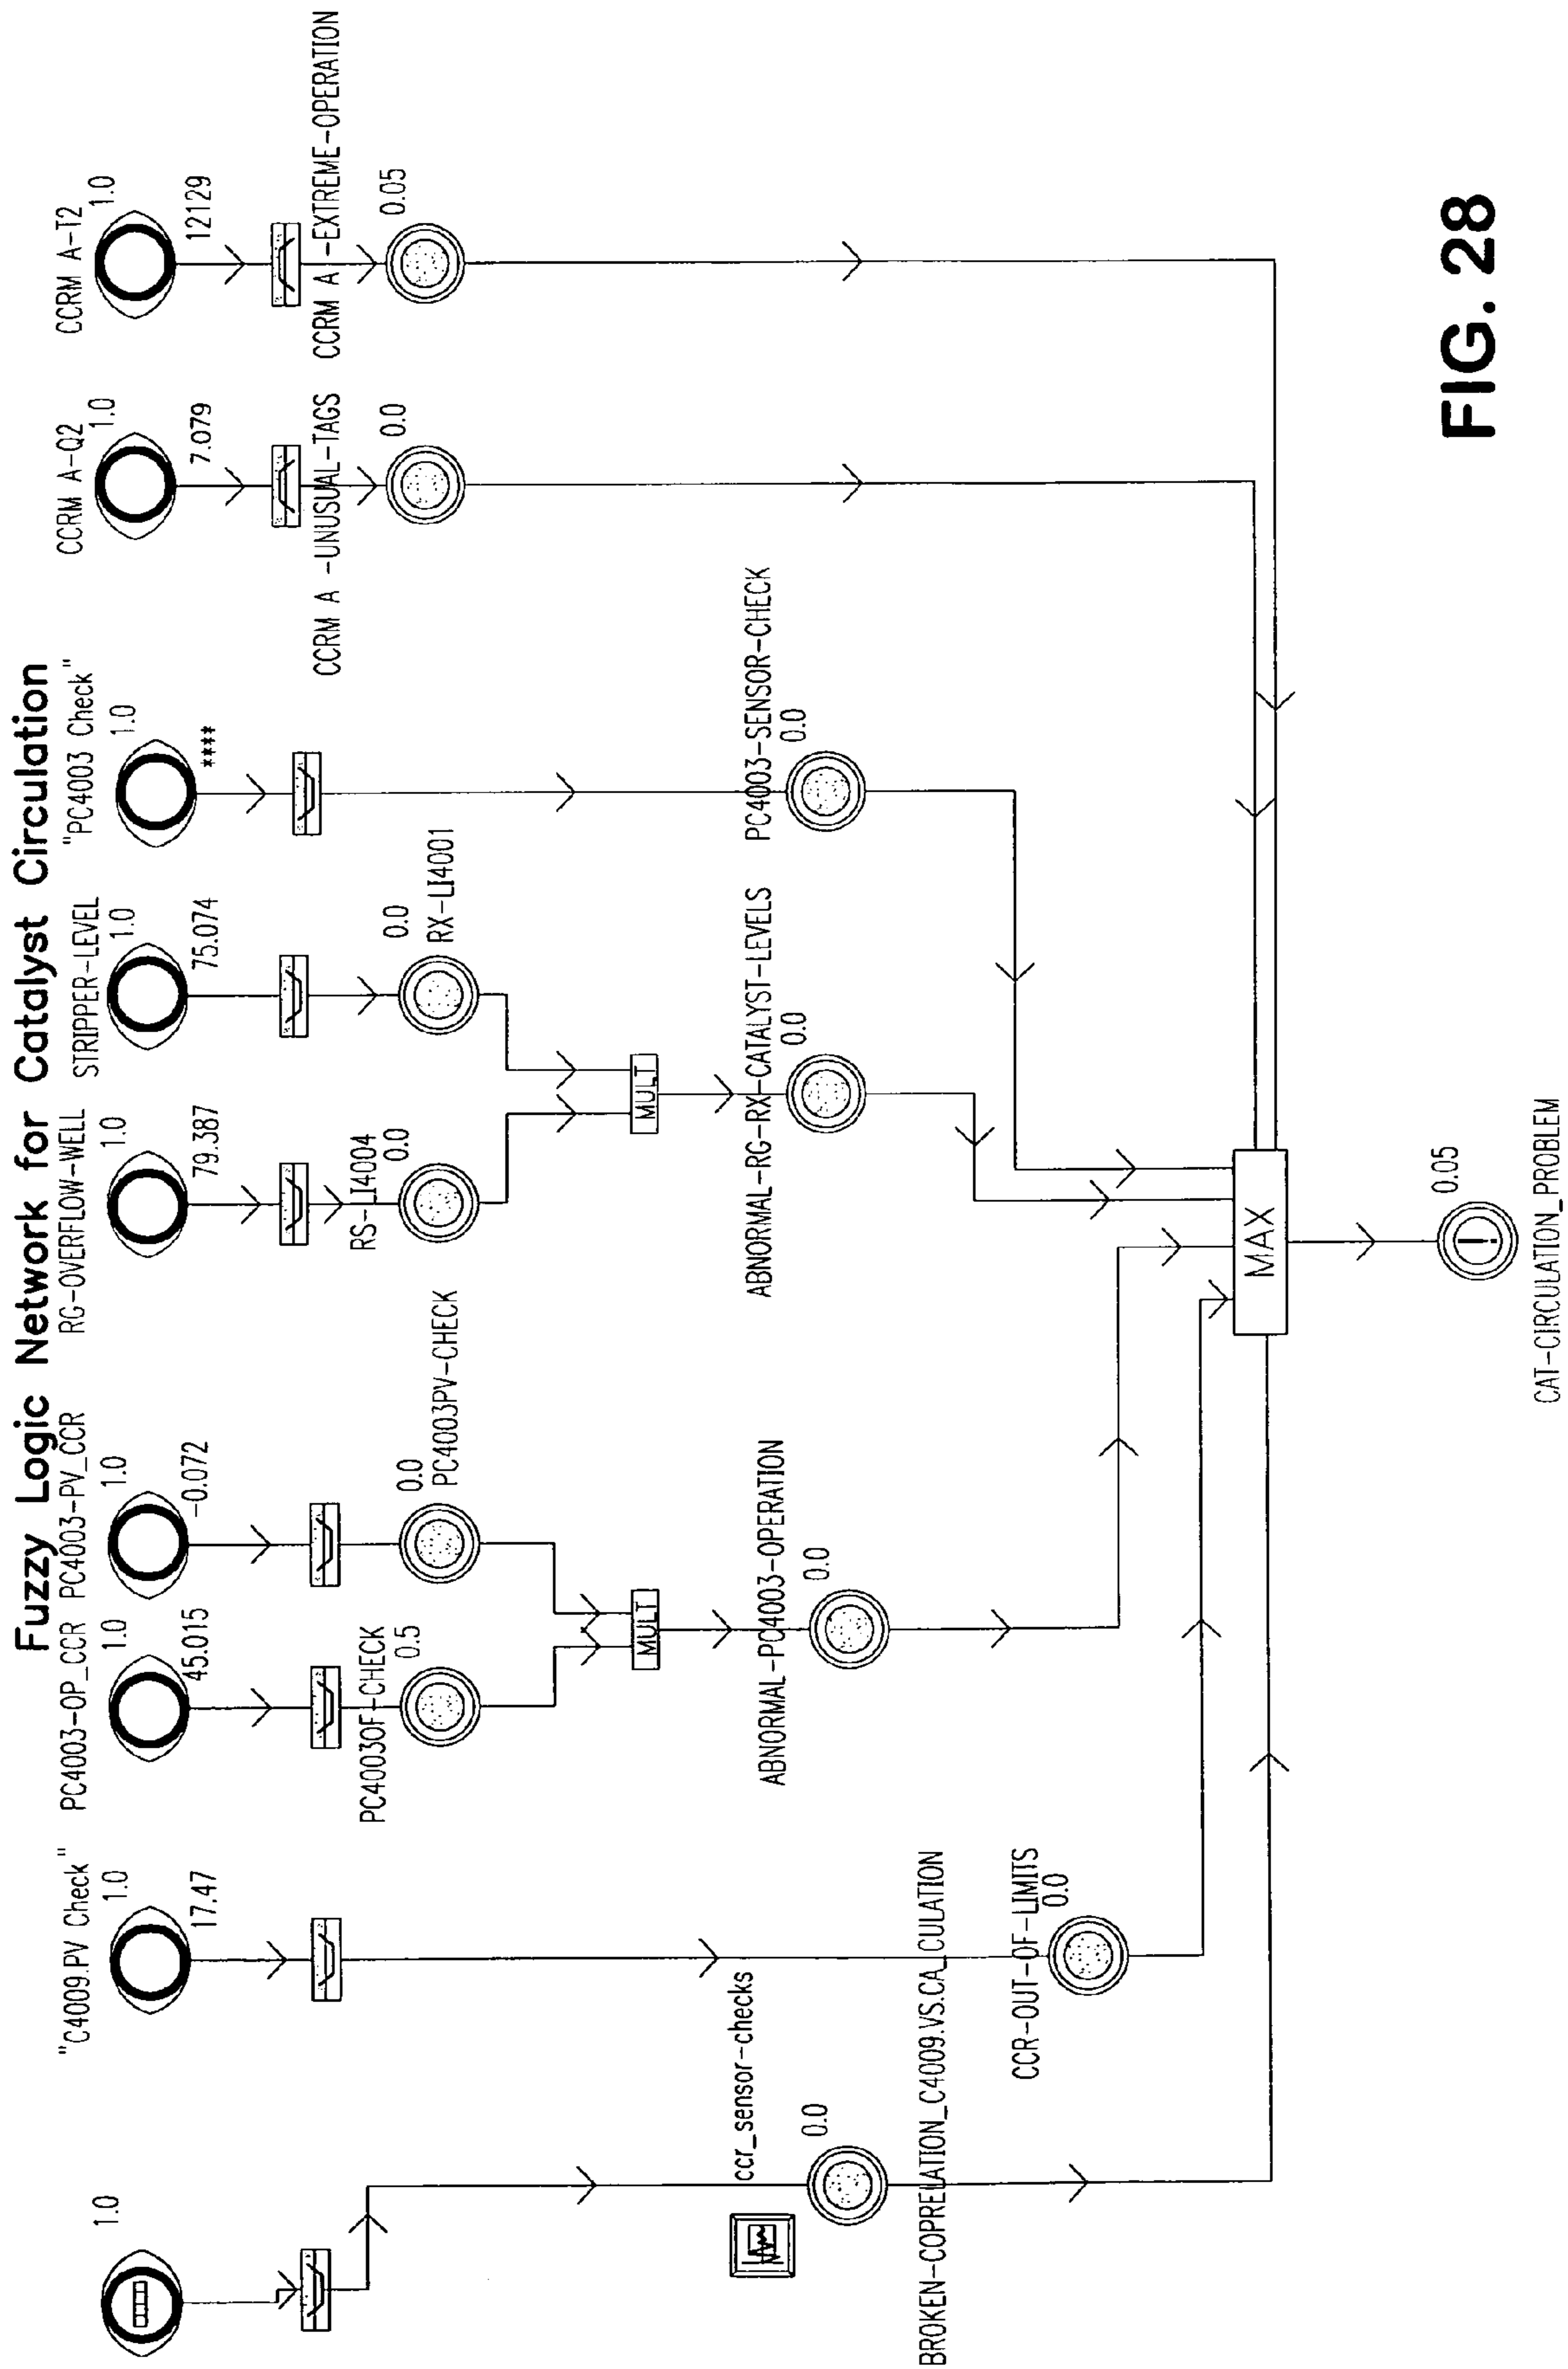 Fuzzy Logic Network for Catalyst Circulation
1.0
"C4009.PV Check"
1.0
17.47
PC4003-OP_CCR
1.0
45.015
PC4003-PV_CCR
1.0
-0.072
RG-OVERFLOW-WELL
1.0
79.387
STRIPPER-LEVEL
1.0
75.074
"PC4003 Check"
1.0
****
CCRM A-Q2
1.0
7.079
CCRM A-T2
1.0
12129
PC4003OF-CHECK
0.5
0.0
PC4003PV-CHECK
RS-LI4004
0.0
0.0
RX-LI4001
CCRM A -UNUSUAL-TAGS
0.0
CCRM A -EXTREME-OPERATION
0.05
MULT
MULT
ccr_sensor-checks
0.0
BROKEN-COPRELATION_C4009.VS.CA_CULATION
CCR-OUT-OF-LIMITS
0.0
ABNORMAL-PC4003-OPERATION
0.0
ABNORMAL-RG-RX-CATALYST-LEVELS
0.0
PC4003-SENSOR-CHECK
0.0
MAX
0.05
!
CAT-CIRCULATION_PROBLEM
FIG. 28